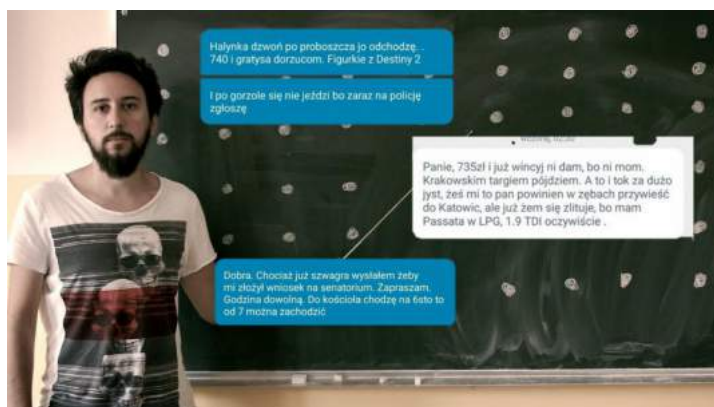 Halynka dzwoń po proboszcza jo odchodzę. .
740 i gratysa dorzucom. Figurkie z Destiny 2
I po gorzole się nie jeździ bo zaraz na policję
zgłoszę
Panie, 735zł i już wincyj ni dam, bo ni mom.
Krakowskim targiem pójdziem. A to i tok za dużo
jyst, żeś mi to pan powinien w zębach przywieść
do Katowic, ale już żem się zlituje, bo mam
Passata w LPG, 1.9 TDI oczywiście .
Dobra. Chociaż już szwagra wysłałem żeby
mi złożył wniosek na senatorium. Zapraszam.
Godzina dowolną. Do kościoła chodzę na 6sto to
od 7 można zachodzić